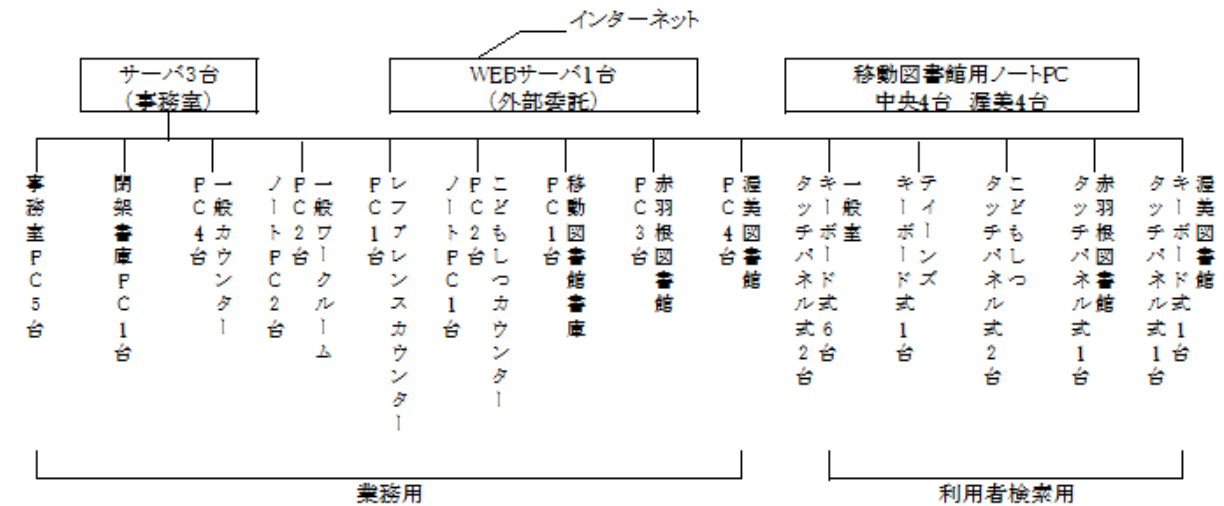 インターネット
サーバ3台
(事務室)
WEBサーバ1台
(外部委託)
移動図書館用ノートPC
中央4台 渥美4台
事務室PC5台
閉架書庫PC1台
一般カウンター
PC4台
一般ワークルーム
PC2台
ノートPC2台
レファレンスカウンター
PC1台
こどもしつカウンター
PC2台
ノートPC1台
移動図書館書庫
PC1台
赤羽根図書館
PC3台
渥美図書館
PC4台
一般室
キーボード式6台
タッチパネル式2台
ティーンズ
キーボード式1台
こどもしつ
タッチパネル式2台
赤羽根図書館
タッチパネル式1台
渥美図書館
キーボード式1台
タッチパネル式1台
業務用
利用者検索用